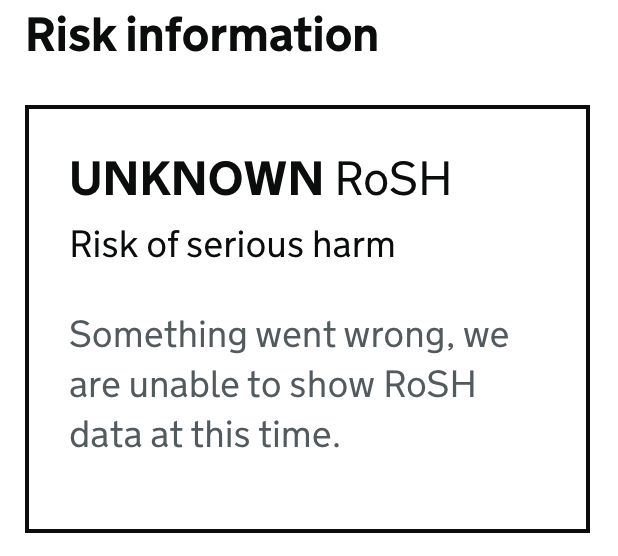 Risk information
UNKNOWN RoSH
Risk of serious harm
Something went wrong, we
are unable to show RoSH
data at this time.